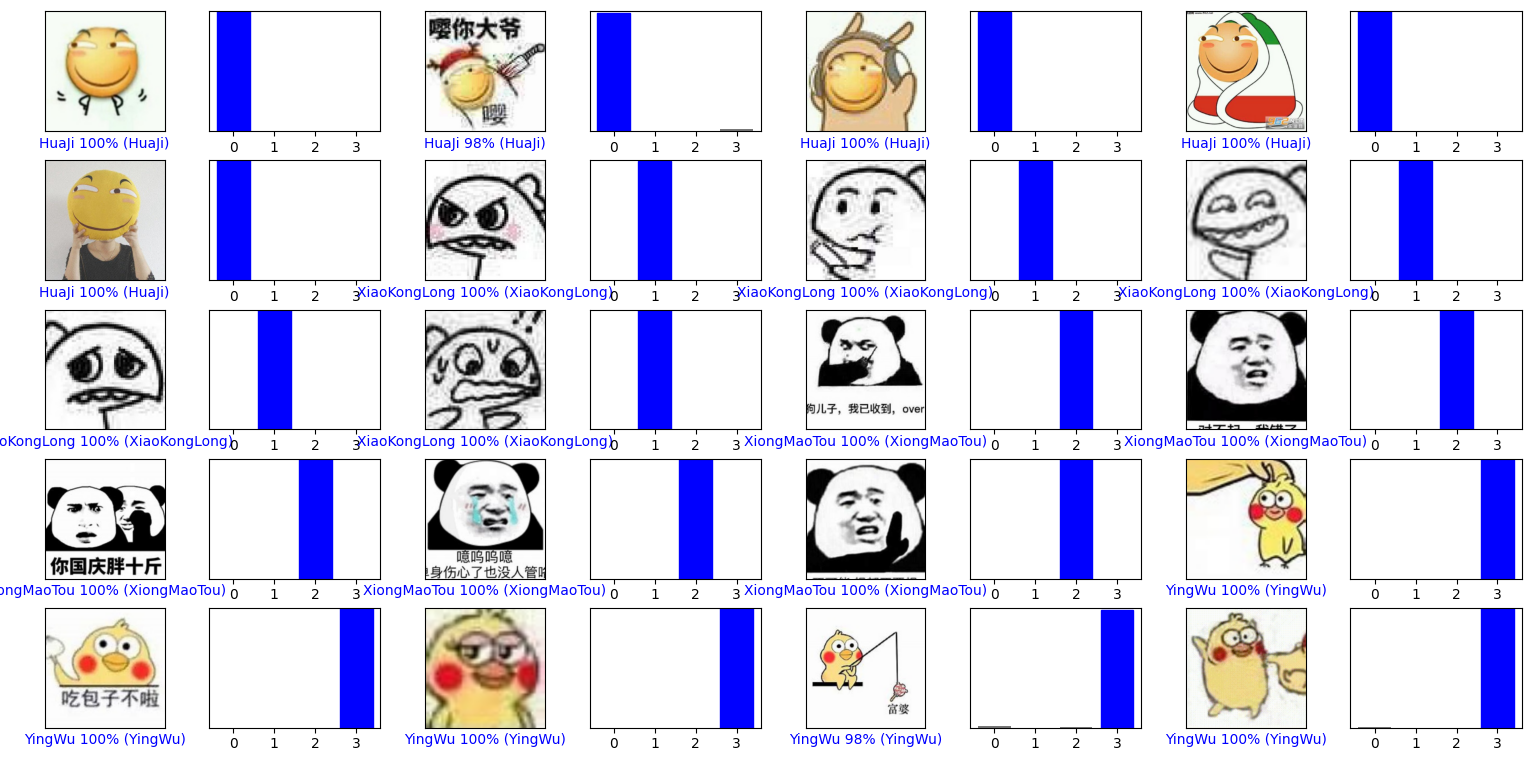 嘤你大爷
嘤
HuaJi 100% (HuaJi)
0 1 2 3
HuaJi 98% (HuaJi)
0 1 2 3
HuaJi 100% (HuaJi)
0 1 2 3
HuaJi 100% (HuaJi)
0 1 2 3
HuaJi 100% (HuaJi)
0 1 2 3
XiaoKongLong 100% (XiaoKongLong)
0 1 2 3
XiaoKongLong 100% (XiaoKongLong)
0 1 2 3
XiaoKongLong 100% (XiaoKongLong)
0 1 2 3
狗儿子，我已收到，over
oKongLong 100% (XiaoKongLong)
0 1 2 3
XiaoKongLong 100% (XiaoKongLong)
0 1 2 3
XiongMaoTou 100% (XiongMaoTou)
0 1 2 3
XiongMaoTou 100% (XiongMaoTou)
0 1 2 3
你国庆胖十斤
噫呜呜噫
身伤心了也没人管
ongMaoTou 100% (XiongMaoTou)
0 1 2 3
XiongMaoTou 100% (XiongMaoTou)
0 1 2 3
XiongMaoTou 100% (XiongMaoTou)
0 1 2 3
YingWu 100% (YingWu)
0 1 2 3
吃包子不啦
富婆
YingWu 100% (YingWu)
0 1 2 3
YingWu 100% (YingWu)
0 1 2 3
YingWu 98% (YingWu)
0 1 2 3
YingWu 100% (YingWu)
0 1 2 3